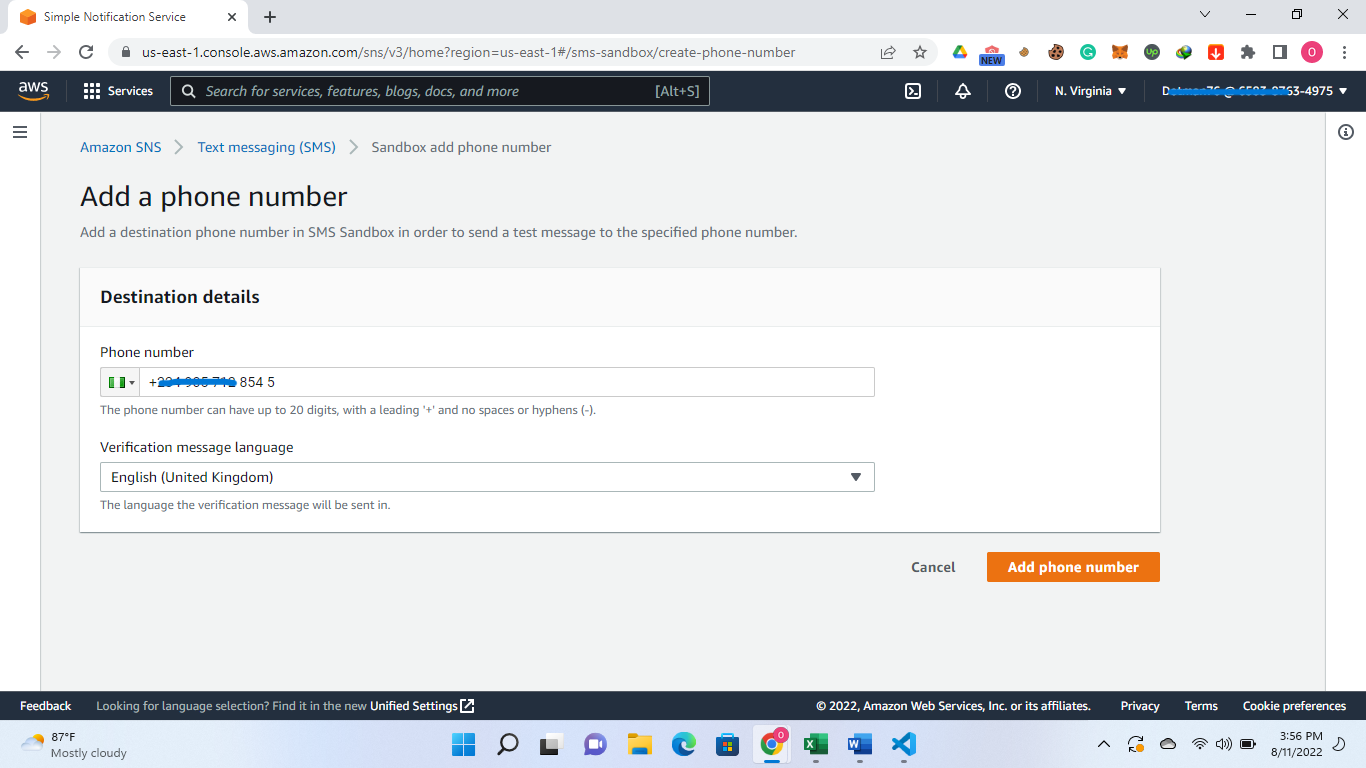 Simple Notification Service
us-east-1.console.aws.amazon.com/sns/v3/home?region=us-east-1#/sms-sandbox/create-phone-number
NEW
Up
O
aws
Services
Search for services, features, blogs, docs, and more
[Alt+S]
N. Virginia
63-4975
Amazon SNS
Text messaging (SMS)
Sandbox add phone number
Add a phone number
Add a destination phone number in SMS Sandbox in order to send a test message to the specified phone number.
Destination details
Phone number
+ 854 5
The phone number can have up to 20 digits, with a leading '+' and no spaces or hyphens (-).
Verification message language
English (United Kingdom)
The language the verification message will be sent in.
Cancel
Add phone number
Feedback
Looking for language selection? Find it in the new Unified Settings
© 2022, Amazon Web Services, Inc. or its affiliates.
Privacy
Terms
Cookie preferences
87°F
Mostly cloudy
3:56 PM
8/11/2022